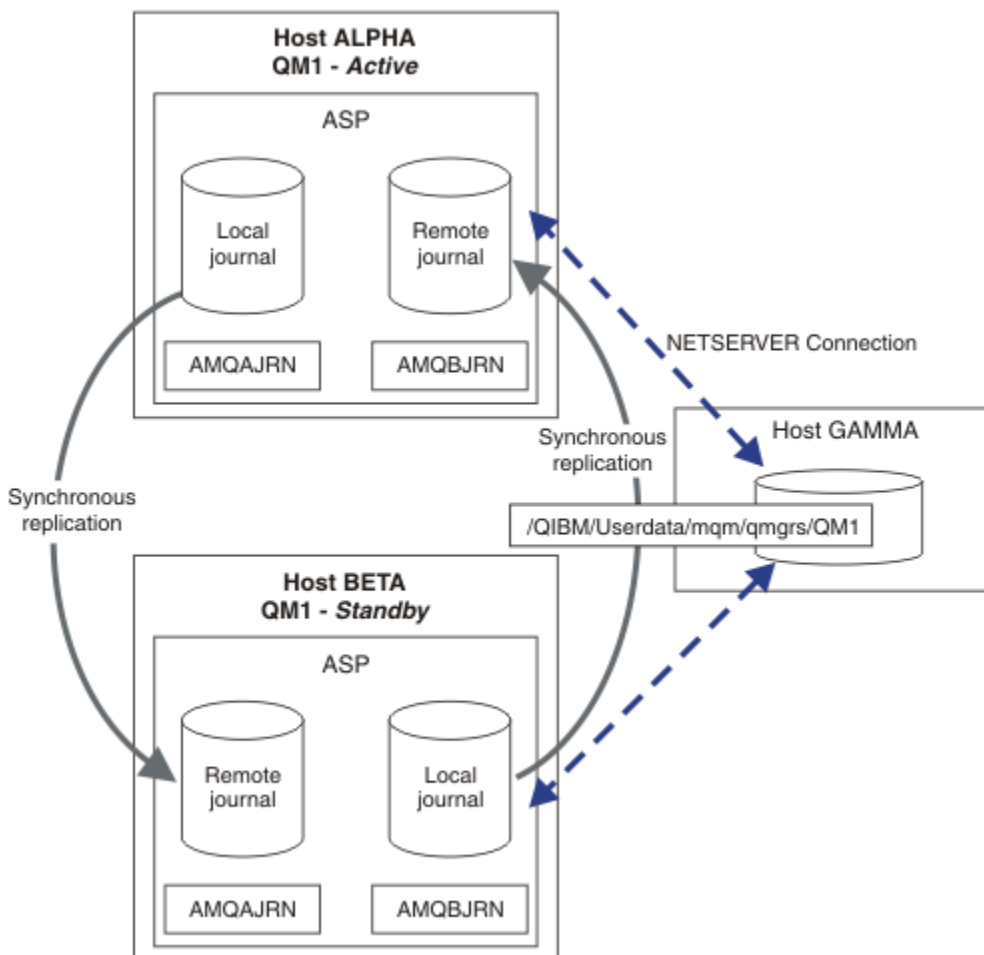 Host ALPHA
QM1 - Active
ASP
Local
journal
Remote
journal
AMQAJRN
AMQBJRN
NETSERVER Connection
Host GAMMA
/QIBM/Userdata/mqm/qmgrs/QM1
Synchronous
replication
Synchronous
replication
Host BETA
QM1 - Standby
ASP
Remote
journal
Local
journal
AMQAJRN
AMQBJRN